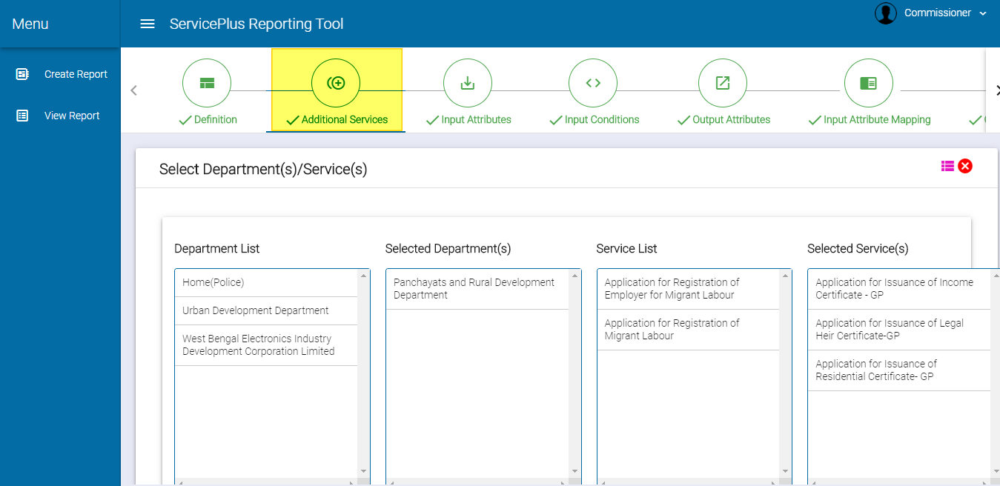 Menu
ServicePlus Reporting Tool
Commissioner
Create Report
View Report
Definition
Additional Services
Input Attributes
Input Conditions
Output Attributes
Input Attribute Mapping
Select Department(s)/Service(s)
Department List
Home(Police)
Urban Development Department
West Bengal Electronics Industry
Development Corporation Limited
Selected Department(s)
Panchayats and Rural Development
Department
Service List
Application for Registration of
Employer for Migrant Labour
Application for Registration of
Migrant Labour
Selected Service(s)
Application for Issuance of Income
Certificate - GP
Application for Issuance of Legal
Heir Certificate-GP
Application for Issuance of
Residential Certificate- GP